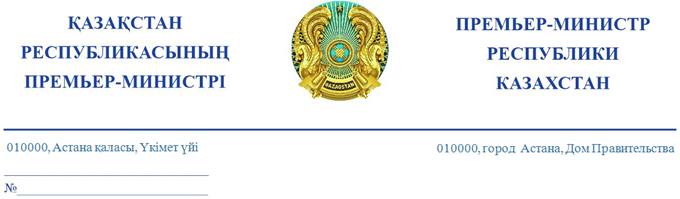 ҚАЗАҚСТАН
РЕСПУБЛИКАСЫНЫҢ
ПРЕМЬЕР-МИНИСТРІ
QAZAQSTAN
ПРЕМЬЕР-МИНИСТР
РЕСПУБЛИКИ
КАЗАХСТАН
010000, Астана қаласы, Үкімет үйі
010000, город Астана, Дом Правительства
№